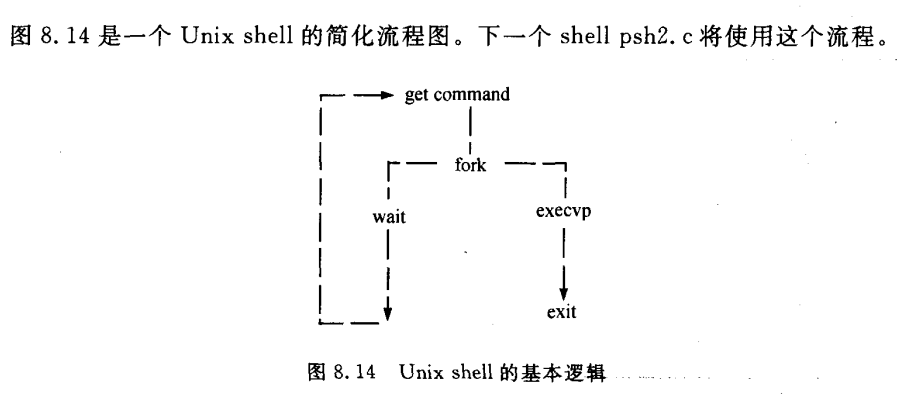 图 8.14 是一个 Unix shell 的简化流程图。下一个 shell psh2.c 将使用这个流程。
get command
fork
wait
execvp
exit
图 8.14 Unix shell 的基本逻辑